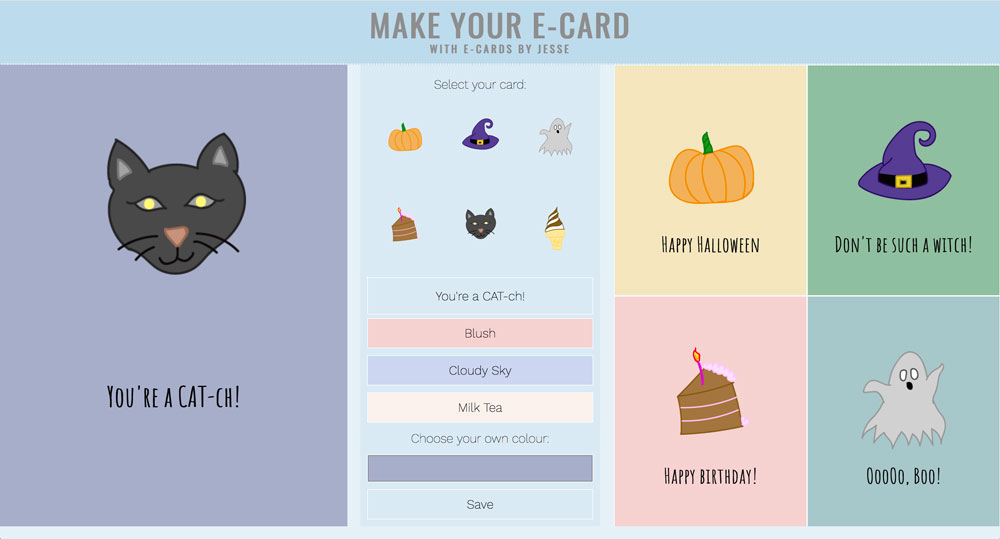 MAKE YOUR E-CARD
WITH E-CARDS BY JESSE
You're a CAT-ch!
Select your card:
You're a CAT-ch!
Blush
Cloudy Sky
Milk Tea
Choose your own colour:
Save
Happy Halloween
Don't be such a witch!
Happy birthday!
OooOo, Boo!